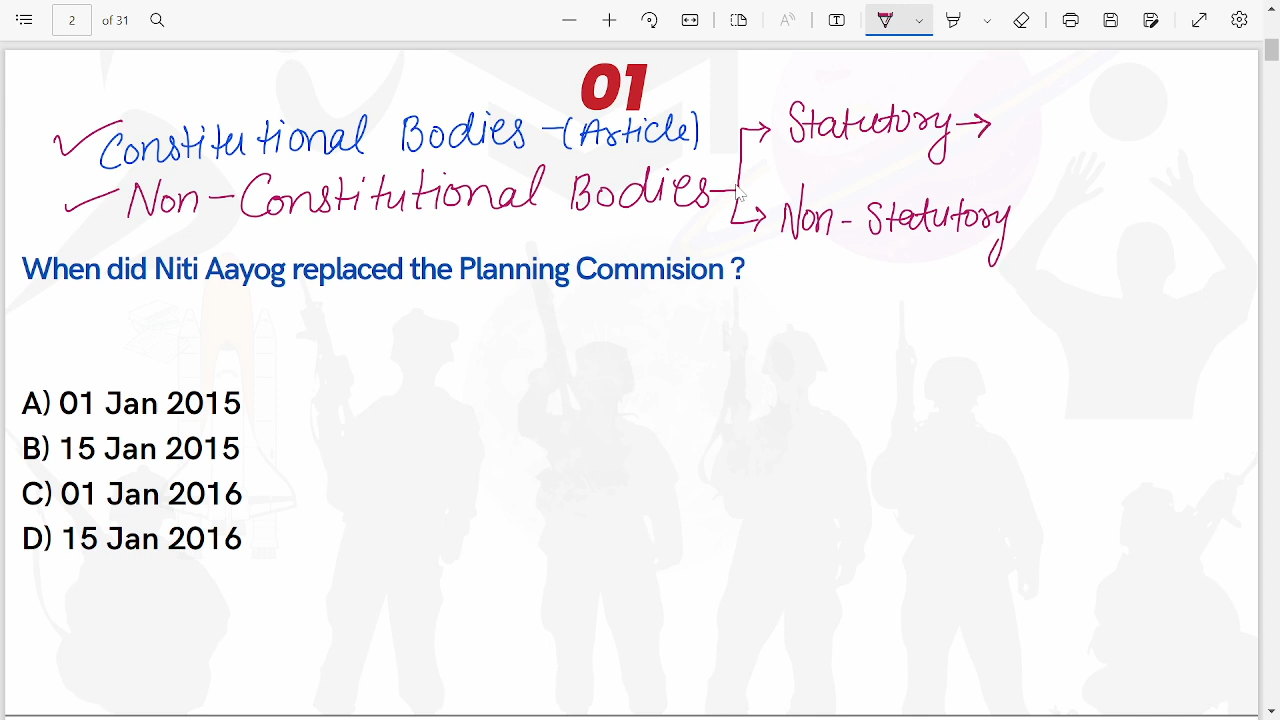 2 of 31
01
Constitutional Bodies - (Article)
Statutory →
Non-Constitutional Bodies
Non-Statutory
When did Niti Aayog replaced the Planning Commision ?
A) 01 Jan 2015
B) 15 Jan 2015
C) 01 Jan 2016
D) 15 Jan 2016